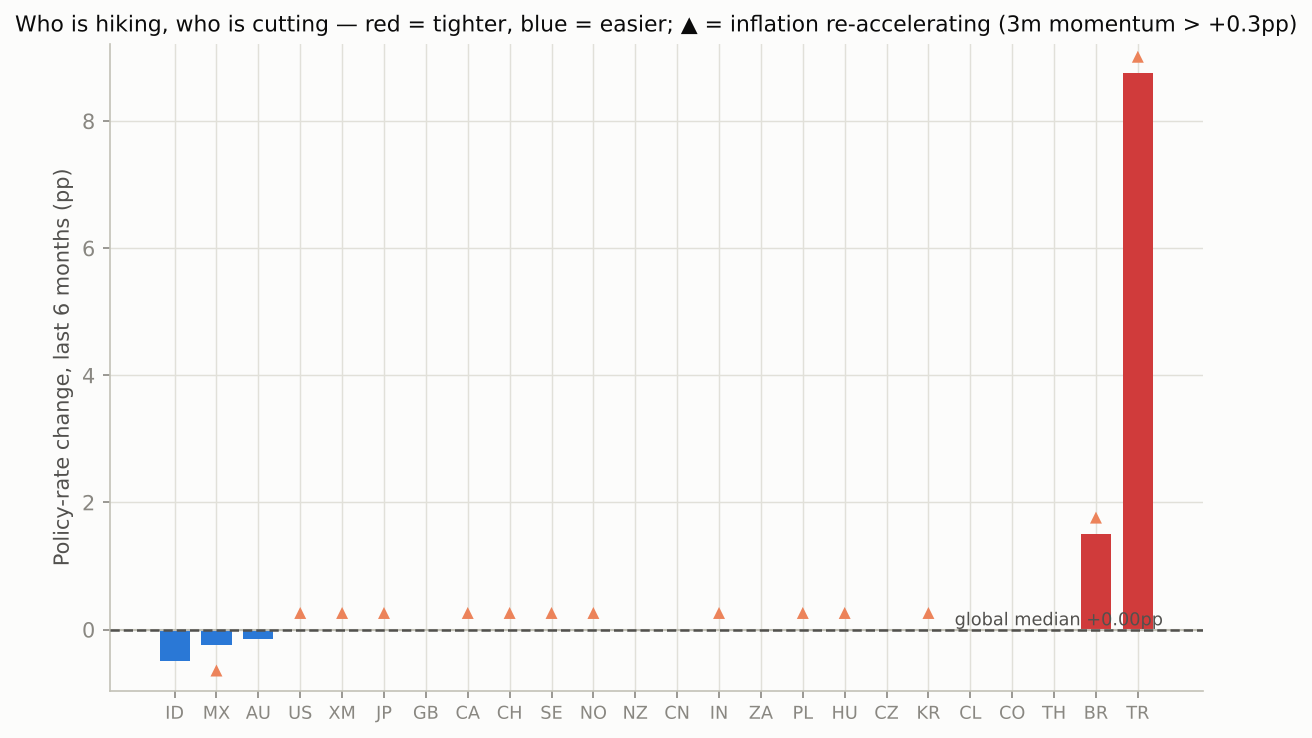 Who is hiking, who is cutting — red = tighter, blue = easier; ▲ = inflation re-accelerating (3m momentum > +0.3pp)
Policy-rate change, last 6 months (pp)
8
6
4
2
0
global median +0.00pp
ID MX AU US XM JP GB CA CH SE NO NZ CN IN ZA PL HU CZ KR CL CO TH BR TR